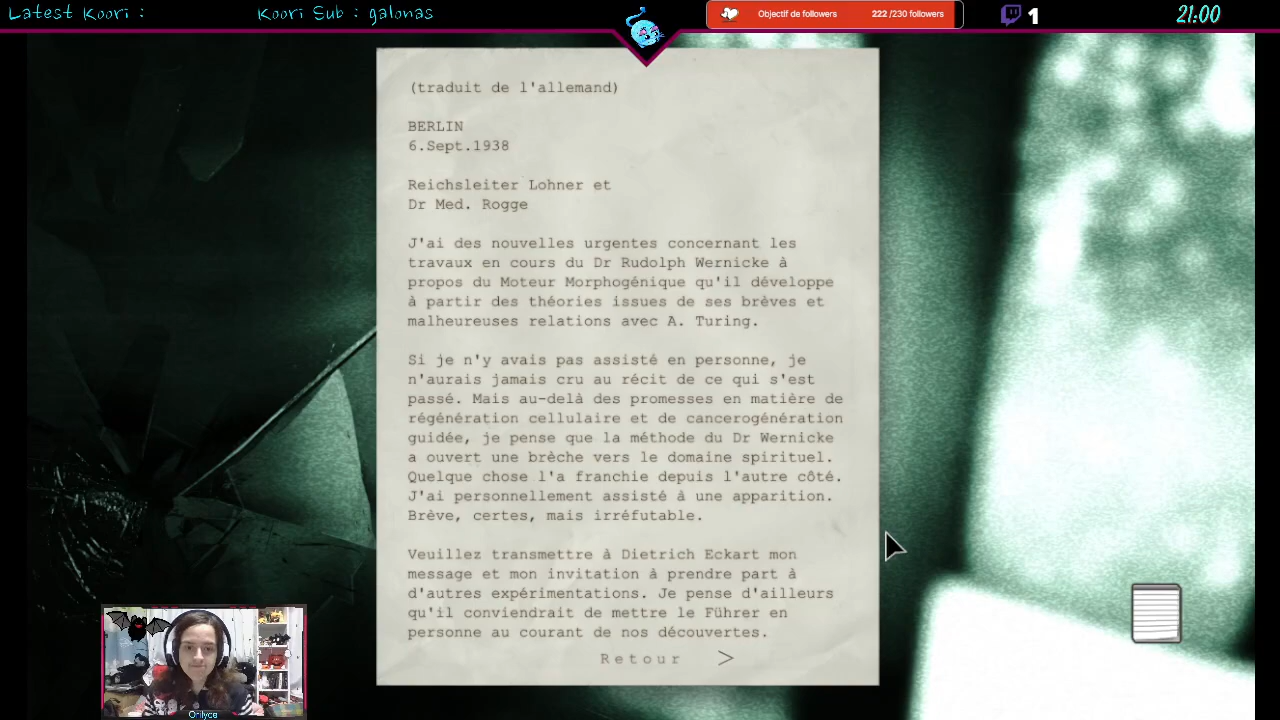 Latest Koori :
Koori Sub : galonas
Objectif de followers
222 /230 followers
1
21:00
(traduit de l'allemand)
BERLIN
6.Sept.1938
Reichsleiter Lohner et
Dr Med. Rogge
J'ai des nouvelles urgentes concernant les
travaux en cours du Dr Rudolph Wernicke à
propos du Moteur Morphogénique qu'il développe
à partir des théories issues de ses brèves et
malheureuses relations avec A. Turing.
Si je n'y avais pas assisté en personne, je
n'aurais jamais cru au récit de ce qui s'est
passé. Mais au-delà des promesses en matière de
régénération cellulaire et de cancerogénération
guidée, je pense que la méthode du Dr Wernicke
a ouvert une brèche vers le domaine spirituel.
Quelque chose l'a franchie depuis l'autre côté.
J'ai personnellement assisté à une apparition.
Brève, certes, mais irréfutable.
Veuillez transmettre à Dietrich Eckart mon
message et mon invitation à prendre part à
d'autres expérimentations. Je pense d'ailleurs
qu'il conviendrait de mettre le Führer en
personne au courant de nos découvertes.
Retour >
Orilyce